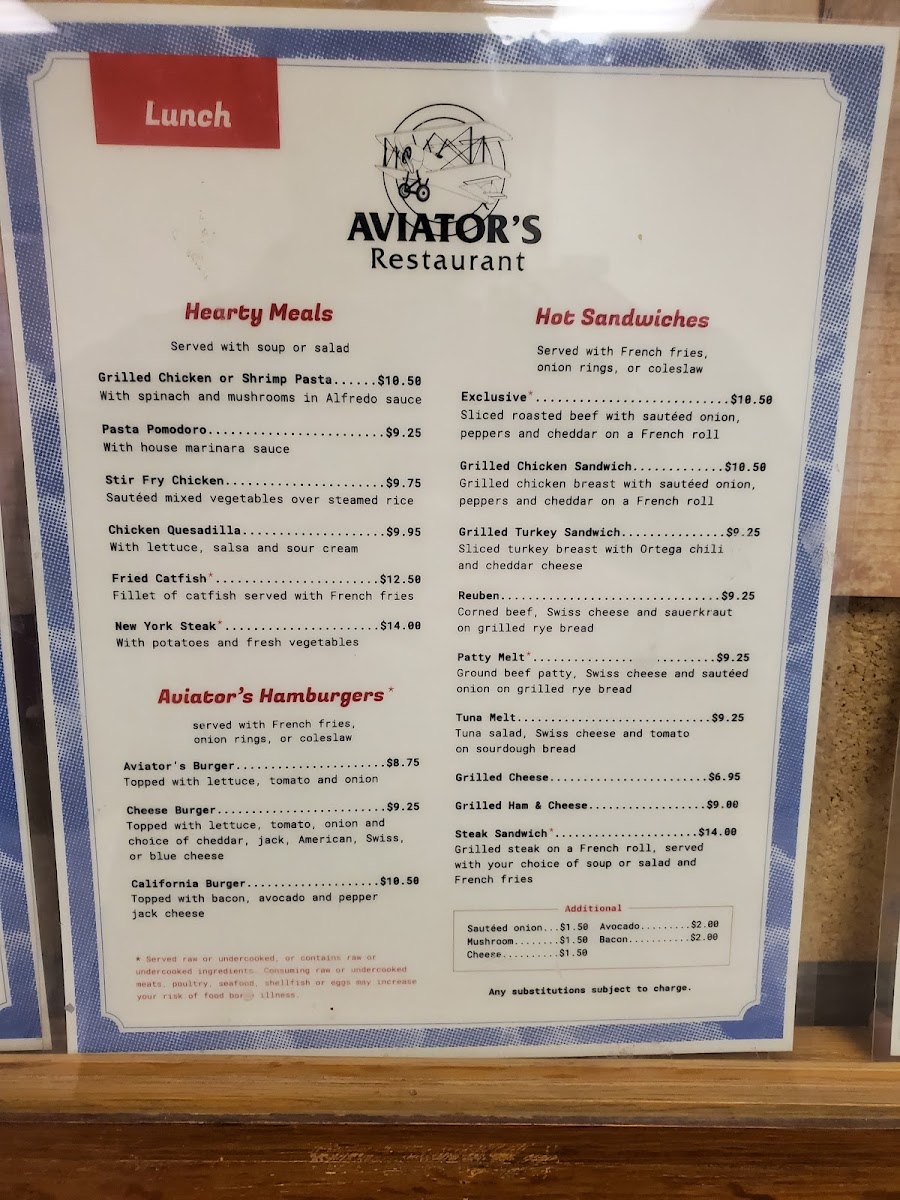 Lunch
AVIATOR'S
Restaurant
Hearty Meals
Served with soup or salad
Grilled Chicken or Shrimp Pasta......$10.50
With spinach and mushrooms in Alfredo sauce
Pasta Pomodoro........................$9.25
With house marinara sauce
Stir Fry Chicken......................$9.75
Sautéed mixed vegetables over steamed rice
Chicken Quesadilla....................$9.95
With lettuce, salsa and sour cream
Fried Catfish*.......................$12.50
Fillet of catfish served with French fries
New York Steak*......................$14.00
With potatoes and fresh vegetables
Aviator's Hamburgers*
served with French fries,
onion rings, or coleslaw
Aviator's Burger......................$8.75
Topped with lettuce, tomato and onion
Cheese Burger.........................$9.25
Topped with lettuce, tomato, onion and
choice of cheddar, jack, American, Swiss,
or blue cheese
California Burger....................$10.50
Topped with bacon, avocado and pepper
jack cheese
* Served raw or undercooked, or contains raw or
undercooked ingredients. Consuming raw or undercooked
meats, poultry, seafood, shellfish or eggs may increase
your risk of food borne illness.
Hot Sandwiches
Served with French fries,
onion rings, or coleslaw
Exclusive*...........................$10.50
Sliced roasted beef with sautéed onion,
peppers and cheddar on a French roll
Grilled Chicken Sandwich.............$10.50
Grilled chicken breast with sautéed onion,
peppers and cheddar on a French roll
Grilled Turkey Sandwich................$9.25
Sliced turkey breast with Ortega chili
and cheddar cheese
Reuben.................................$9.25
Corned beef, Swiss cheese and sauerkraut
on grilled rye bread
Patty Melt*............... .........$9.25
Ground beef patty, Swiss cheese and sautéed
onion on grilled rye bread
Tuna Melt..............................$9.25
Tuna salad, Swiss cheese and tomato
on sourdough bread
Grilled Cheese........................$6.95
Grilled Ham & Cheese..................$9.00
Steak Sandwich*......................$14.00
Grilled steak on a French roll, served
with your choice of soup or salad and
French fries
Additional
Sautéed onion...$1.50 Avocado.........$2.00
Mushroom........$1.50 Bacon...........$2.00
Cheese..........$1.50
Any substitutions subject to charge.